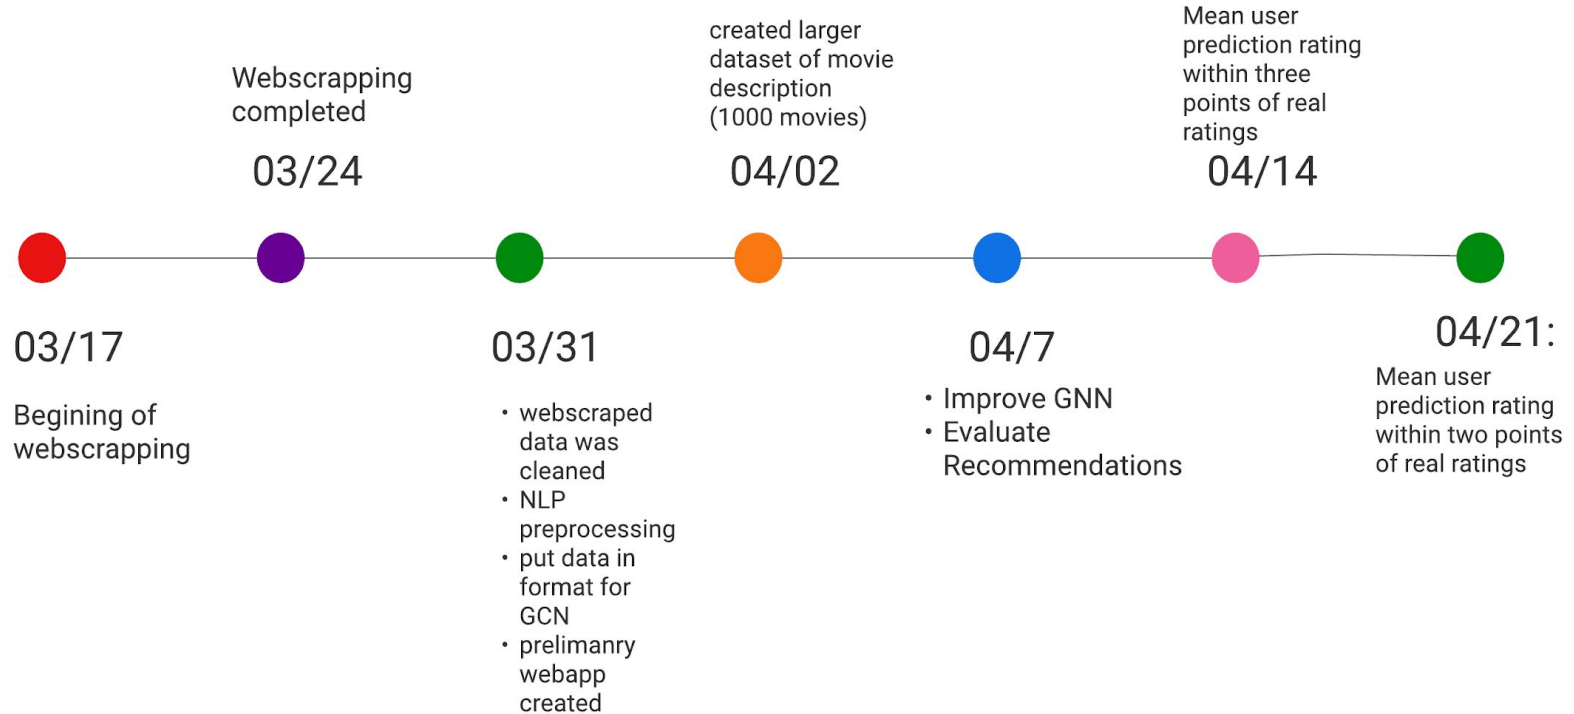 03/17
Begining of
webscrapping
Webscrapping
completed
03/24
03/31
• webscraped
data was
cleaned
• NLP
preprocessing
• put data in
format for
GCN
• prelimanry
webapp
created
created larger
dataset of movie
description
(1000 movies)
04/02
04/7
• Improve GNN
• Evaluate
Recommendations
Mean user
prediction rating
within three
points of real
ratings
04/14
04/21:
Mean user
prediction rating
within two points
of real ratings